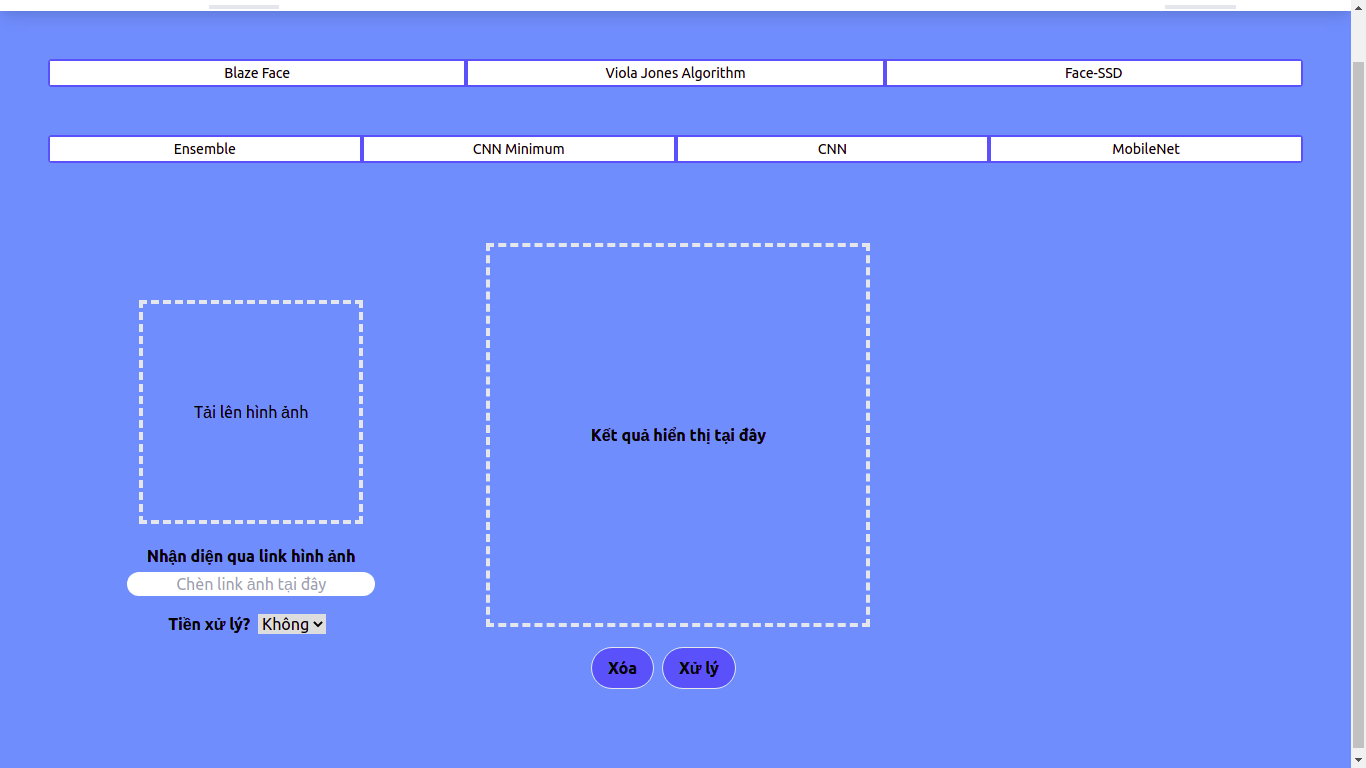 Blaze Face
Viola Jones Algorithm
Face-SSD
Ensemble
CNN Minimum
CNN
MobileNet
Tải lên hình ảnh
Kết quả hiển thị tại đây
Nhận diện qua link hình ảnh
Chèn link ảnh tại đây
Tiền xử lý? Không
Xóa
Xử lý